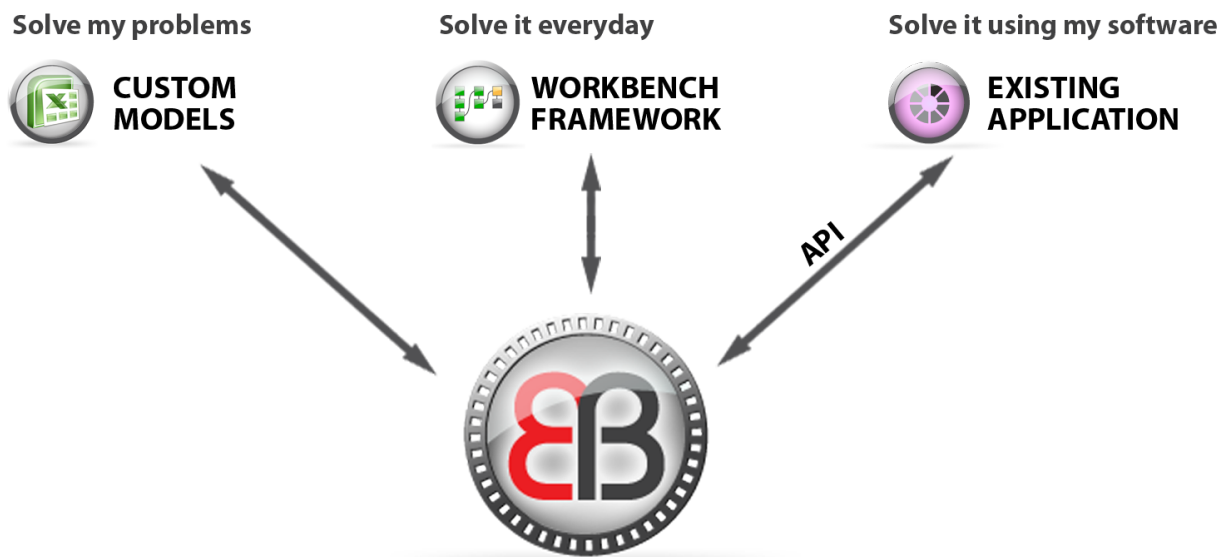 Solve my problems
CUSTOM
MODELS
Solve it everyday
WORKBENCH
FRAMEWORK
Solve it using my software
EXISTING
APPLICATION
API